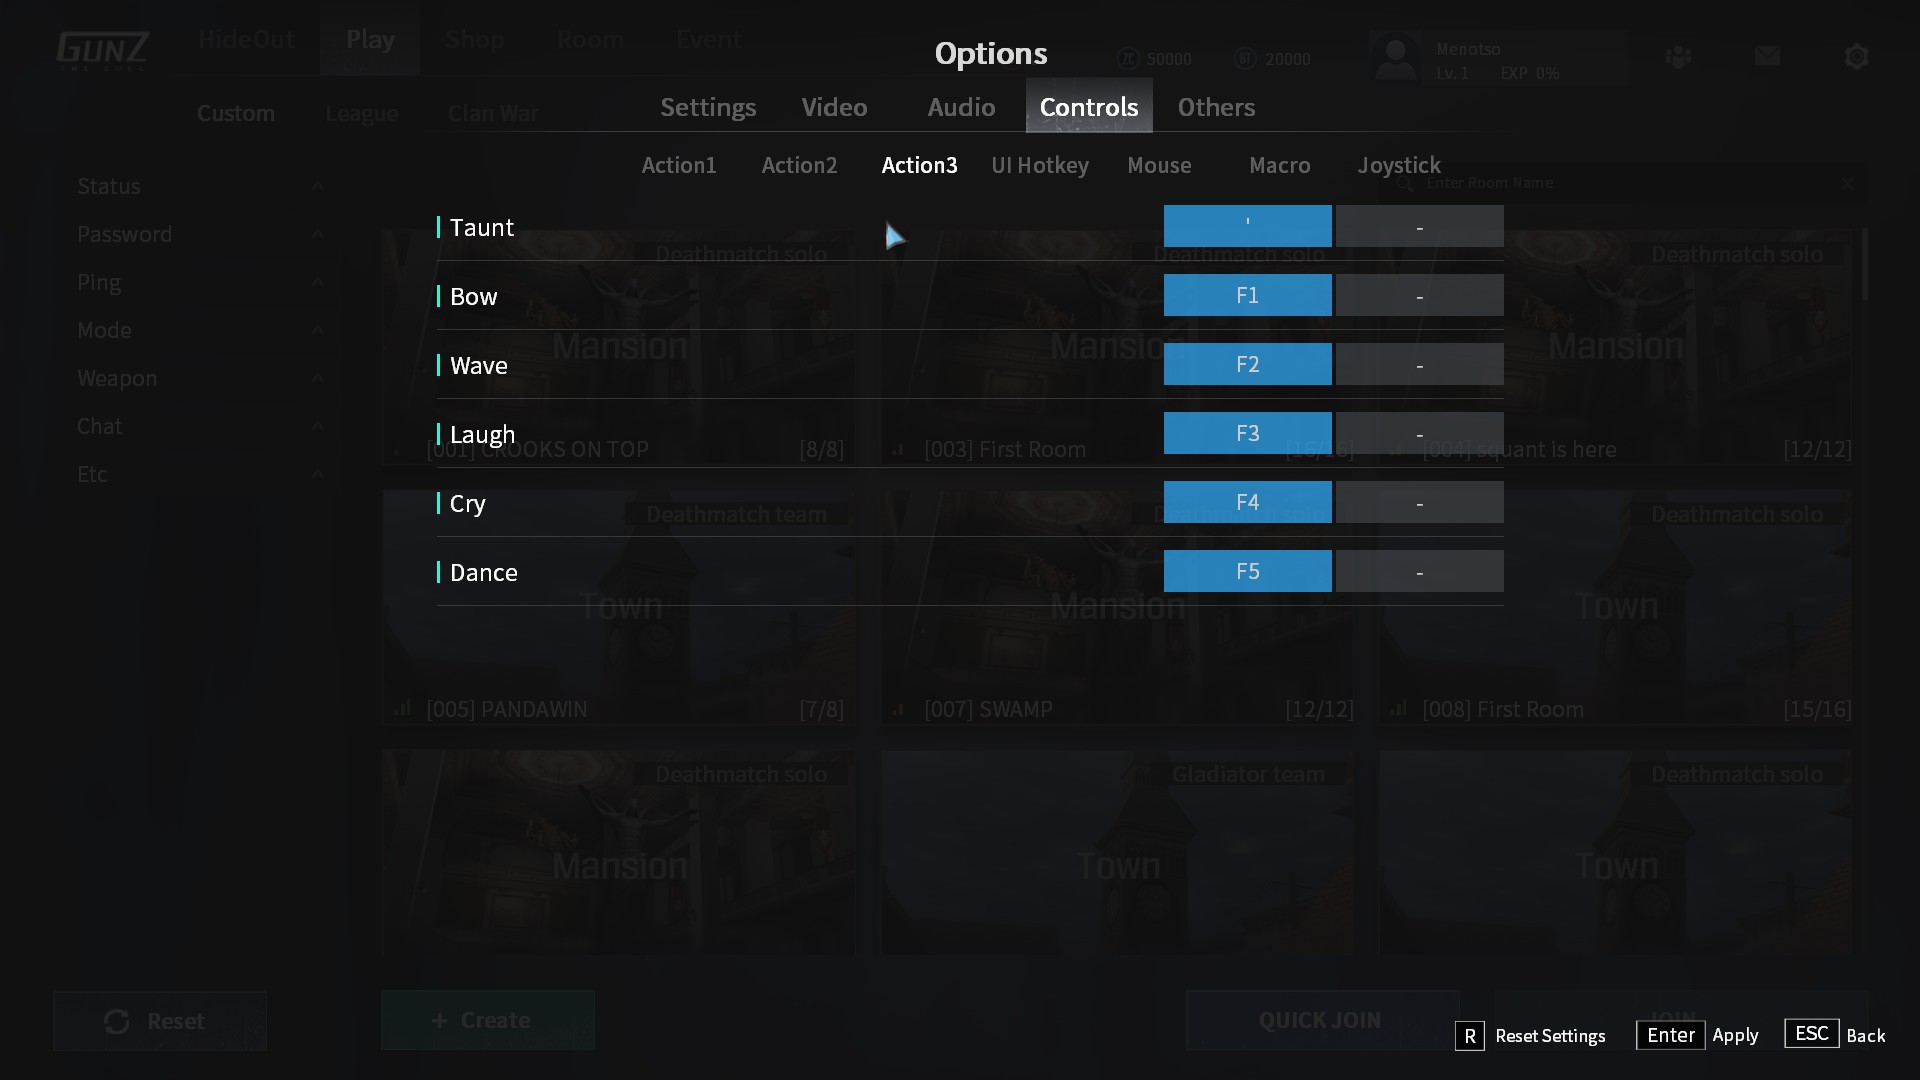 GUNZ
HideOut
Play
Shop
Room
Event
Options
50000
20000
Menotso
Lv. 1 EXP 0%
Custom
League
Clan War
Settings
Video
Audio
Controls
Others
Action1
Action2
Action3
UI Hotkey
Mouse
Macro
Joystick
Enter Room Name
Status
Password
Ping
Mode
Weapon
Chat
Etc
Taunt ' -
Bow F1 -
Wave F2 -
Laugh F3 -
Cry F4 -
Dance F5 -
Deathmatch solo
Mansion
[001] CROOKS ON TOP [8/8]
Deathmatch solo
Mansion
[003] First Room [16/16]
Deathmatch solo
Mansion
[004] squant is here [12/12]
Deathmatch team
Town
[005] PANDAWIN [7/8]
Deathmatch solo
Mansion
[007] SWAMP [12/12]
Deathmatch solo
Town
[008] First Room [15/16]
Deathmatch solo
Mansion
Gladiator team
Town
Deathmatch solo
Town
Reset
+ Create
QUICK JOIN
JOIN
R Reset Settings
Enter Apply
ESC Back